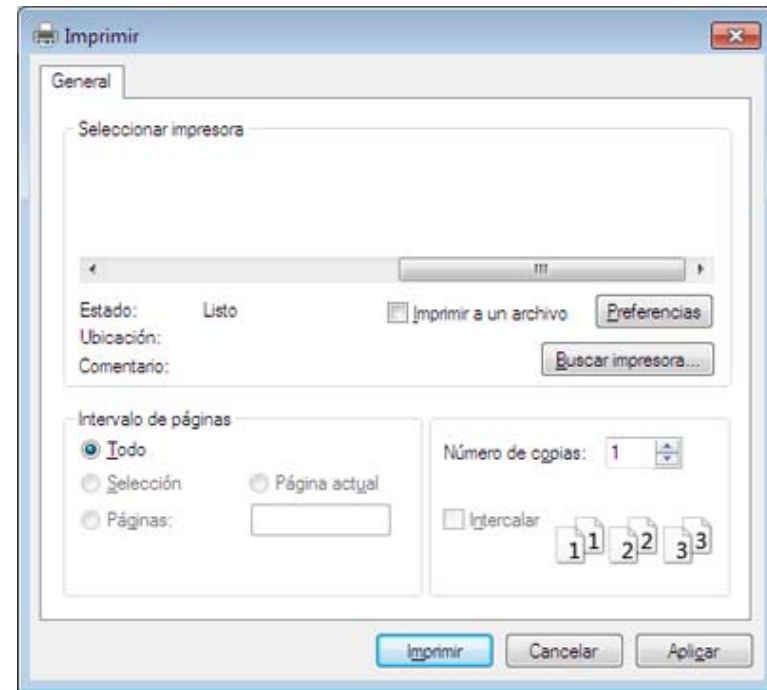 Imprimir
General
Seleccionar impresora
Estado: Listo
Imprimir a un archivo
Preferencias
Ubicación:
Comentario:
Buscar impresora...
Intervalo de páginas
Todo
Selección
Página actual
Páginas:
Número de copias: 1
Intercalar
1 1 2 2 3 3
Imprimir
Cancelar
Aplicar